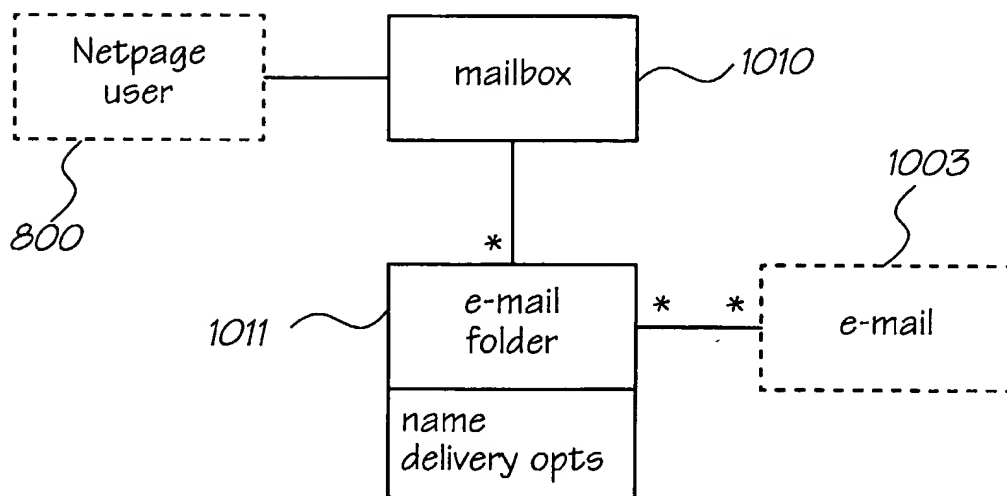 Netpage
user
mailbox
1010
800
1003
*
e-mail
folder
1011
* *
e-mail
name
delivery opts